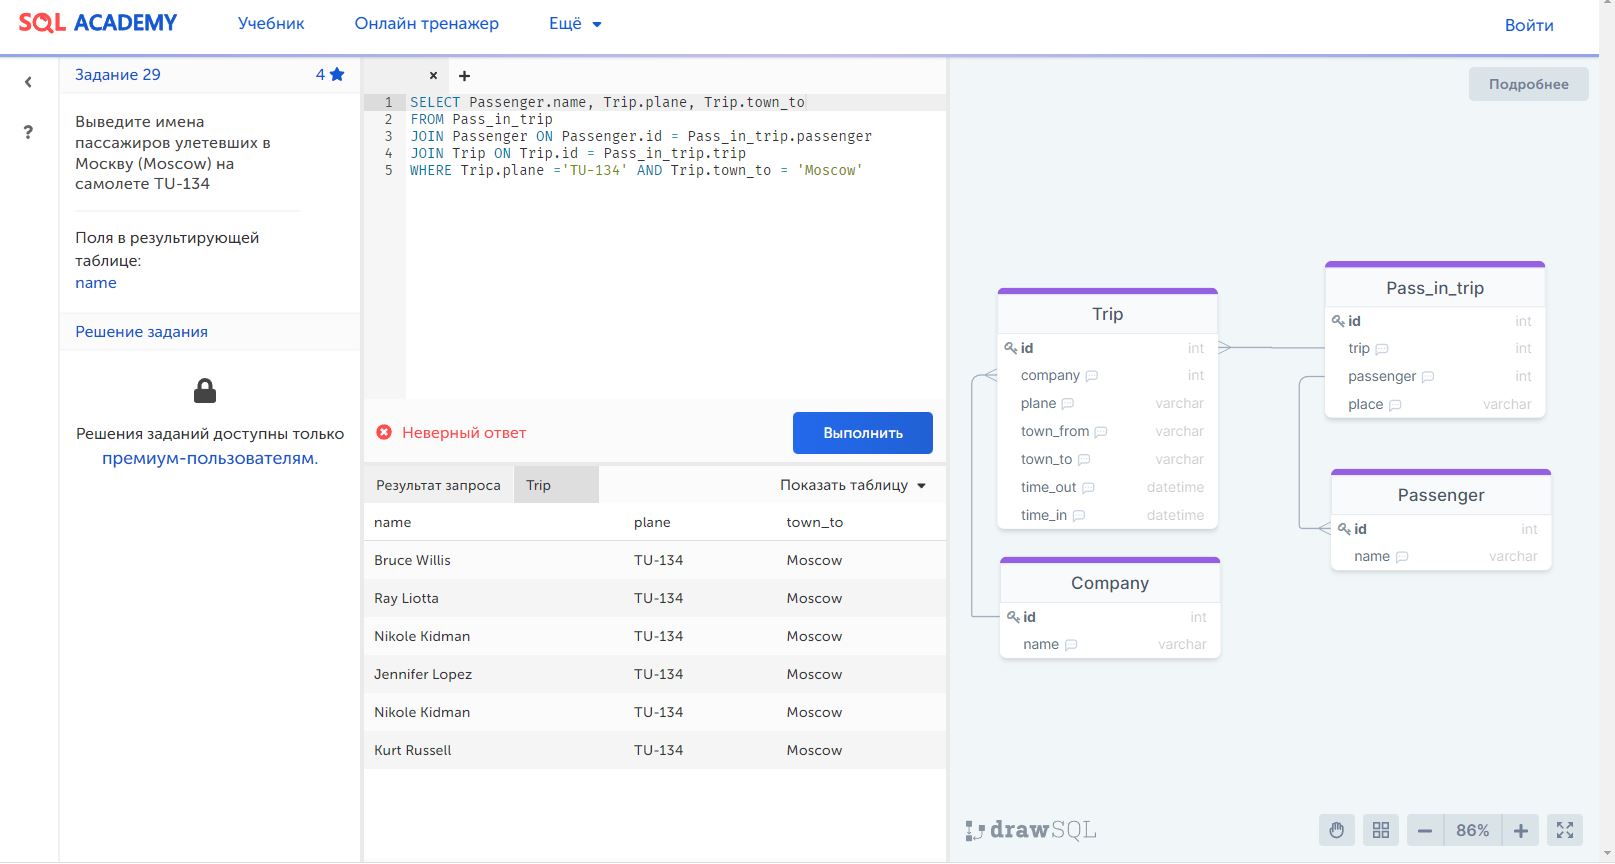 SQL ACADEMY
Учебник
Онлайн тренажер
Ещё
Войти
Задание 29
4
Выведите имена
пассажиров улетевших в
Москву (Moscow) на
самолете TU-134
Поля в результирующей
таблице:
name
Решение задания
Решения заданий доступны только
премиум-пользователям.
1 SELECT Passenger.name, Trip.plane, Trip.town_to
2 FROM Pass_in_trip
3 JOIN Passenger ON Passenger.id = Pass_in_trip.passenger
4 JOIN Trip ON Trip.id = Pass_in_trip.trip
5 WHERE Trip.plane ='TU-134' AND Trip.town_to = 'Moscow'
Неверный ответ
Выполнить
Результат запроса
Trip
Показать таблицу
name plane town_to
Bruce Willis TU-134 Moscow
Ray Liotta TU-134 Moscow
Nikole Kidman TU-134 Moscow
Jennifer Lopez TU-134 Moscow
Nikole Kidman TU-134 Moscow
Kurt Russell TU-134 Moscow
Подробнее
Trip
id int
company int
plane varchar
town_from varchar
town_to varchar
time_out datetime
time_in datetime
Company
id int
name varchar
Pass_in_trip
id int
trip int
passenger int
place varchar
Passenger
id int
name varchar
drawSQL
86%